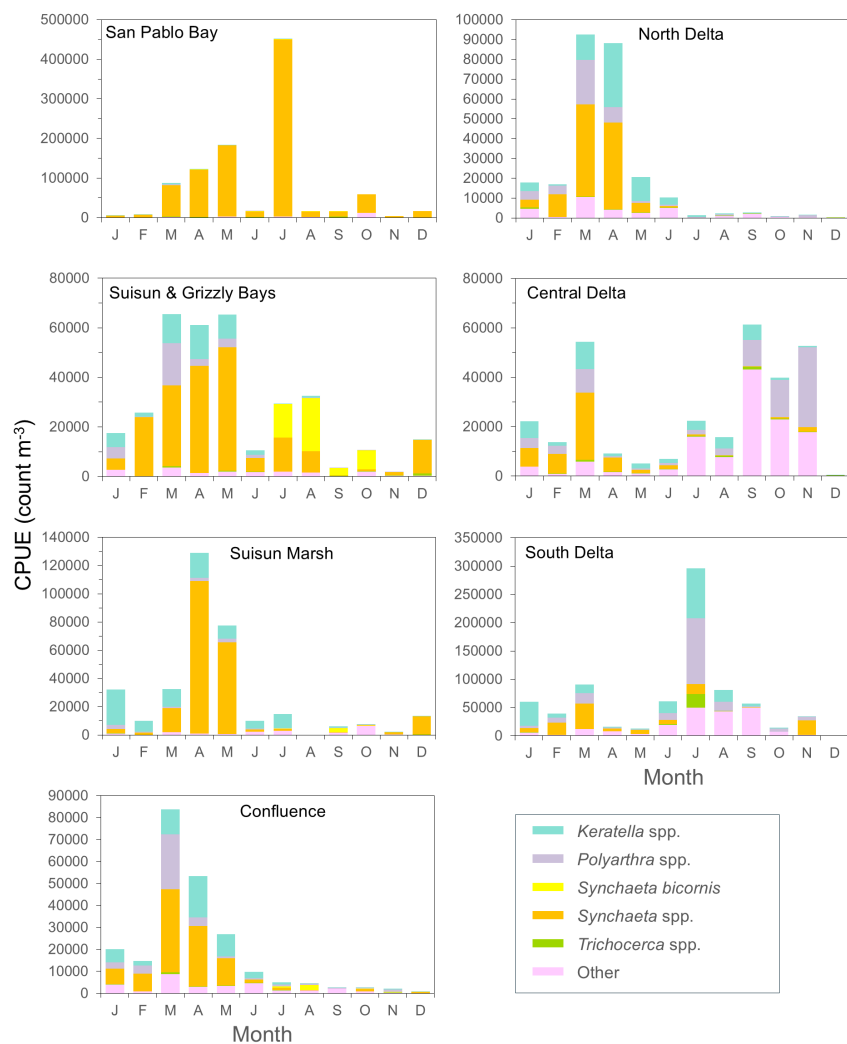 CPUE (count m-3)
San Pablo Bay
500000
400000
300000
200000
100000
0
J F M A M J J A S O N D
North Delta
100000
90000
80000
70000
60000
50000
40000
30000
20000
10000
0
J F M A M J J A S O N D
Suisun & Grizzly Bays
80000
60000
40000
20000
0
J F M A M J J A S O N D
Central Delta
80000
60000
40000
20000
0
J F M A M J J A S O N D
Suisun Marsh
140000
120000
100000
80000
60000
40000
20000
0
J F M A M J J A S O N D
South Delta
350000
300000
250000
200000
150000
100000
50000
0
J F M A M J J A S O N D
Month
Confluence
90000
80000
70000
60000
50000
40000
30000
20000
10000
0
J F M A M J J A S O N D
Month
Keratella spp.
Polyarthra spp.
Synchaeta bicornis
Synchaeta spp.
Trichocerca spp.
Other